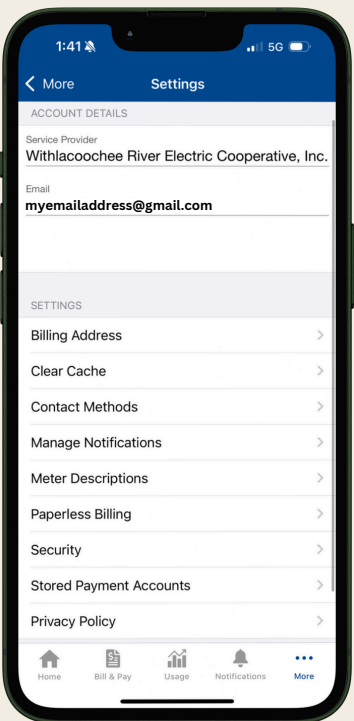 1:41
5G
More
Settings
ACCOUNT DETAILS
Service Provider
Withlacoochee River Electric Cooperative, Inc.
Email
myemailaddress@gmail.com
SETTINGS
Billing Address
Clear Cache
Contact Methods
Manage Notifications
Meter Descriptions
Paperless Billing
Security
Stored Payment Accounts
Privacy Policy
Home
Bill & Pay
Usage
Notifications
More